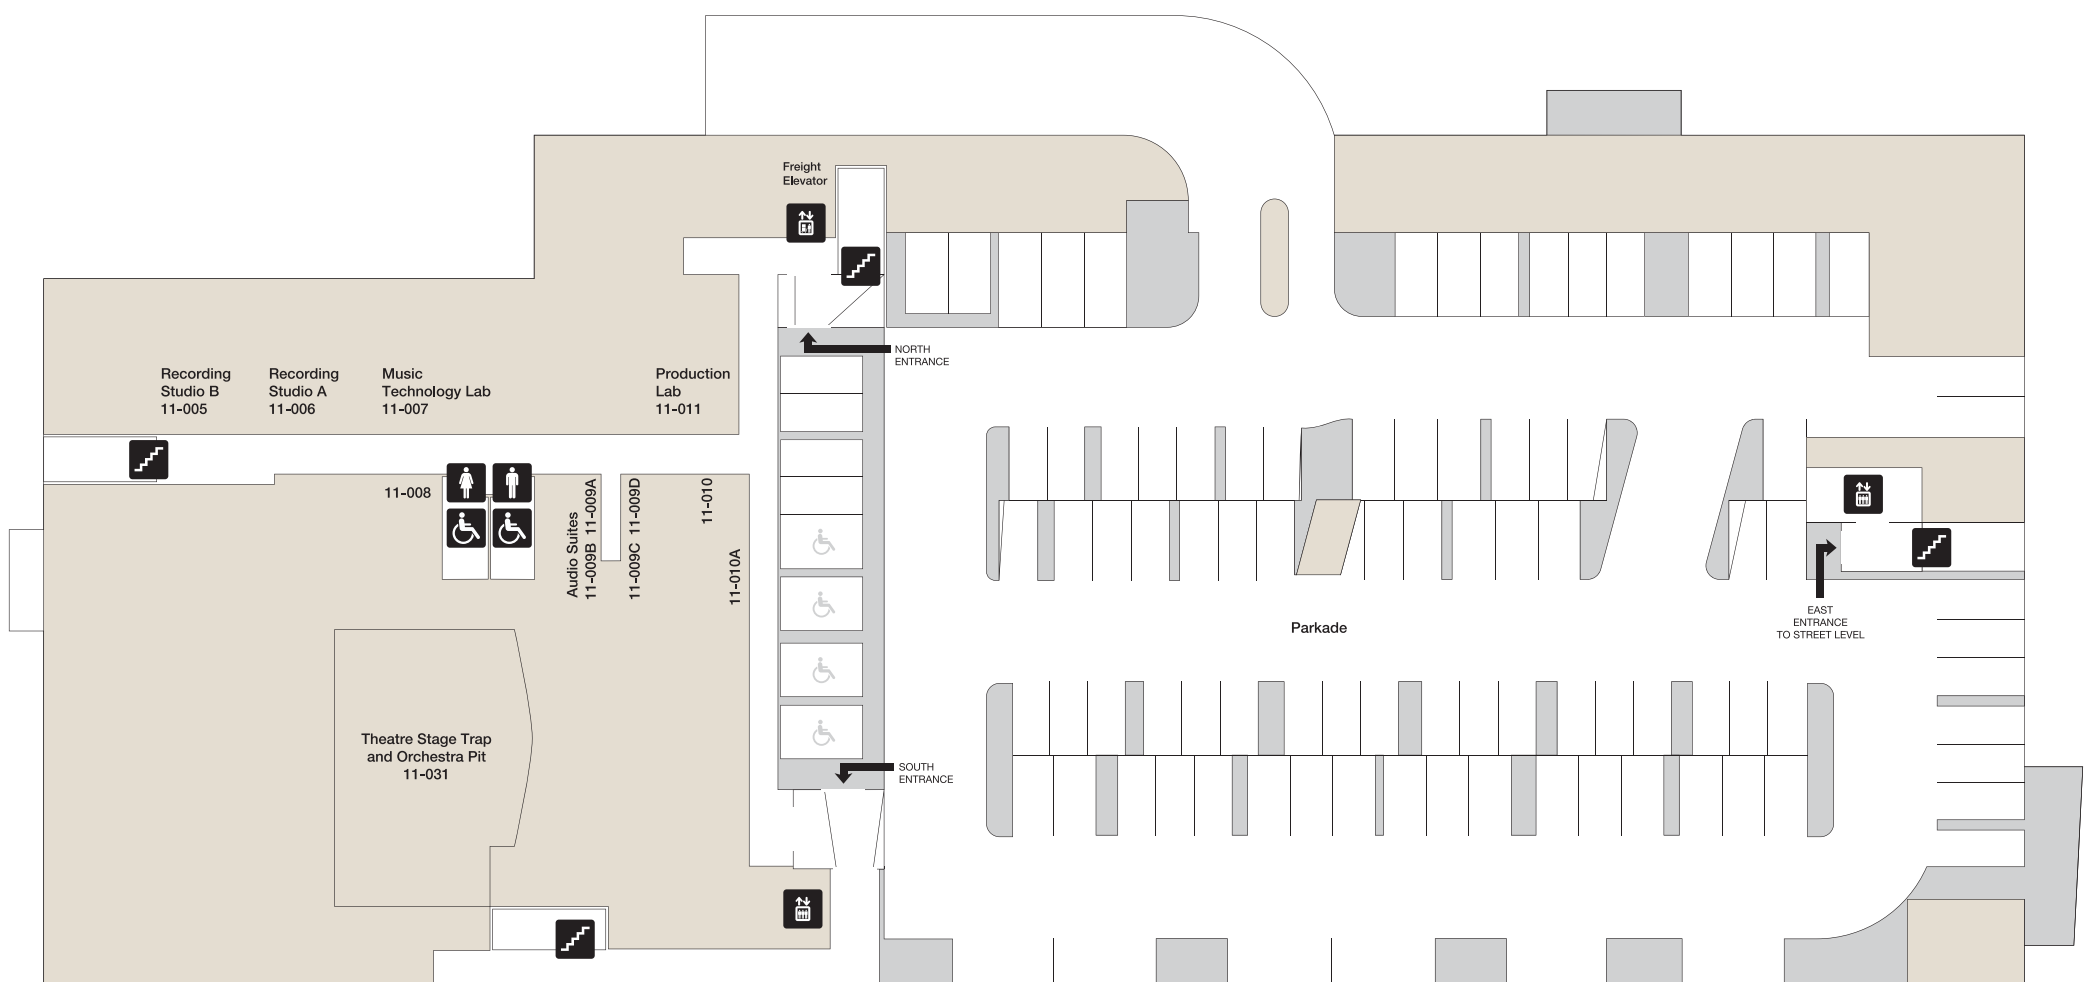 Freight
Elevator
NORTH
ENTRANCE
Recording
Studio B
11-005
Recording
Studio A
11-006
Music
Technology Lab
11-007
Production
Lab
11-011
11-008
Audio Suites
11-009B 11-009A
11-009C 11-009D
11-010
11-010A
EAST
ENTRANCE
TO STREET LEVEL
Parkade
Theatre Stage Trap
and Orchestra Pit
11-031
SOUTH
ENTRANCE